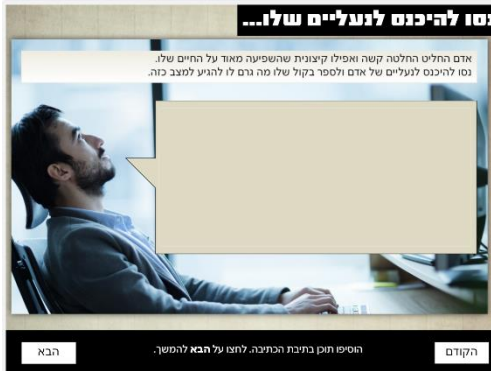 נסו להיכנס לנעליים שלו...
אדם החליט החלטה קשה ואפילו קיצונית שהשפיעה מאוד על החיים שלו.
נסו להיכנס לנעליים של אדם ולספר בקול שלו מה גרם לו להגיע למצב כזה.
הקודם
הוסיפו תוכן בתיבת הכתיבה. לחצו על הבא להמשך.
הבא